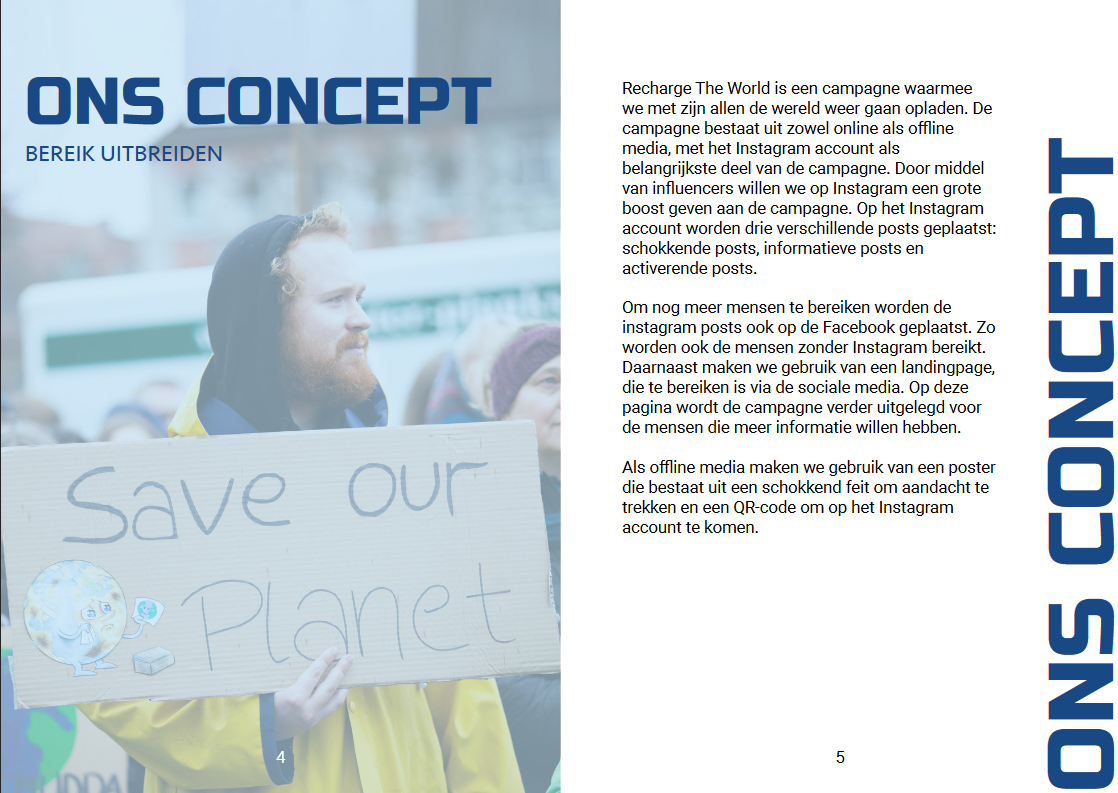 ONS CONCEPT
BEREIK UITBREIDEN
Save our
Planet
4
Recharge The World is een campagne waarmee
we met zijn allen de wereld weer gaan opladen. De
campagne bestaat uit zowel online als offline
media, met het Instagram account als
belangrijkste deel van de campagne. Door middel
van influencers willen we op Instagram een grote
boost geven aan de campagne. Op het Instagram
account worden drie verschillende posts geplaatst:
schokkende posts, informatieve posts en
activerende posts.
Om nog meer mensen te bereiken worden de
instagram posts ook op de Facebook geplaatst. Zo
worden ook de mensen zonder Instagram bereikt.
Daarnaast maken we gebruik van een landingpage,
die te bereiken is via de sociale media. Op deze
pagina wordt de campagne verder uitgelegd voor
de mensen die meer informatie willen hebben.
Als offline media maken we gebruik van een poster
die bestaat uit een schokkend feit om aandacht te
trekken en een QR-code om op het Instagram
account te komen.
5
ONS CONCEPT